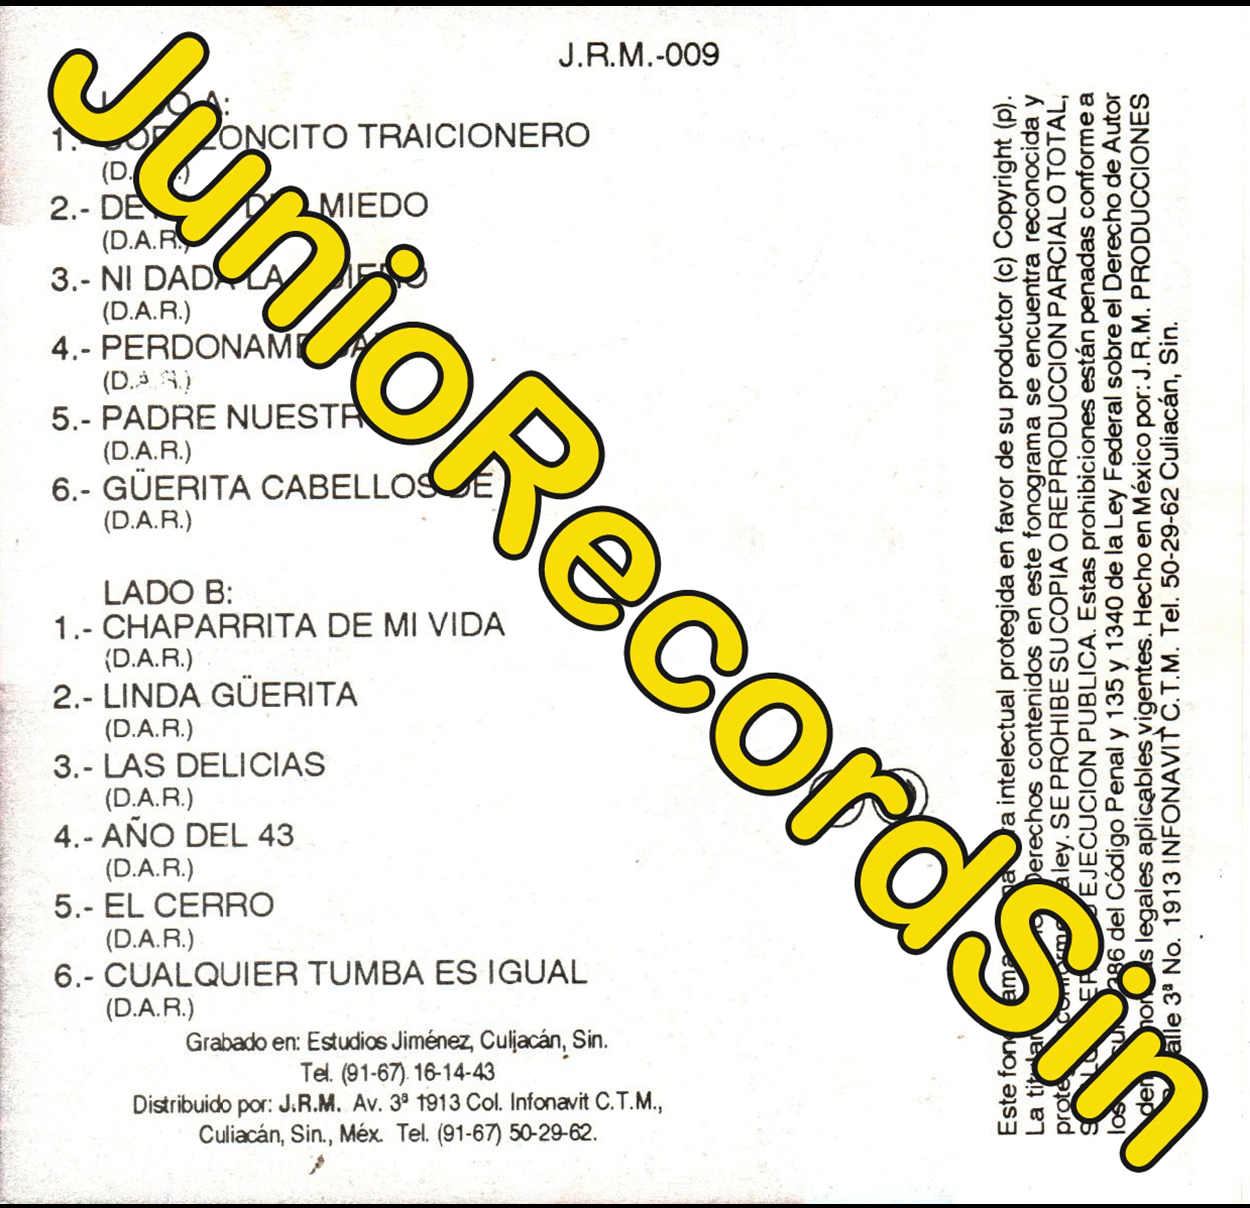 J.R.M.-009
A:
1.- TRAICIONERO
(D.
2.- MIEDO
(D.A.R.)
3.- NI DADA LA
(D.A.R.)
4.- PERDONAME
(D.A.R.)
5.- PADRE
(D.A.R.)
6.- GÜERITA CABELLOS DE
(D.A.R.)
LADO B:
1.- CHAPARRITA DE MI VIDA
(D.A.R.)
2.- LINDA GÜERITA
(D.A.R.)
3.- LAS DELICIAS
(D.A.R.)
4.- AÑO DEL 43
(D.A.R.)
5.- EL CERRO
(D.A.R.)
6.- CUALQUIER TUMBA ES IGUAL
(D.A.R.)
Grabado en: Estudios Jiménez, Culiacán, Sin.
Tel. (91-67) 16-14-43
Distribuido por: J.R.M. Av. 3ª 1913 Col. Infonavit C.T.M.,
Culiacán, Sin., Méx. Tel. (91-67) 50-29-62.
Este intelectual protegida en favor de su productor (c) Copyright (p).
La contenidos en este fonograma se encuentra reconocida y
ley. SE PROHIBE SU COPIA O REPRODUCCION PARCIAL O TOTAL,
EJECUCION PUBLICA. Estas prohibiciones están penadas conforme a
386 del Código Penal y 135 y 1340 de la Ley Federal sobre el Derecho de Autor
legales aplicables vigentes. Hecho en México por: J.R.M. PRODUCCIONES
3ª No. 1913 INFONAVIT C.T.M. Tel. 50-29-62 Culiacán, Sin.
JunioRecordSin